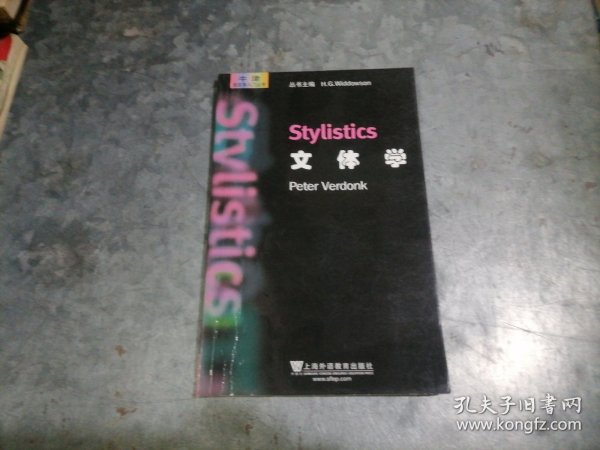 牛津
丛书主编 H.G.Widdowson
Stylistics
Stylistics
文体学
Peter Verdonk
上海外语教育出版社
www.sflep.com
孔夫子旧书网
www.kongfz.com